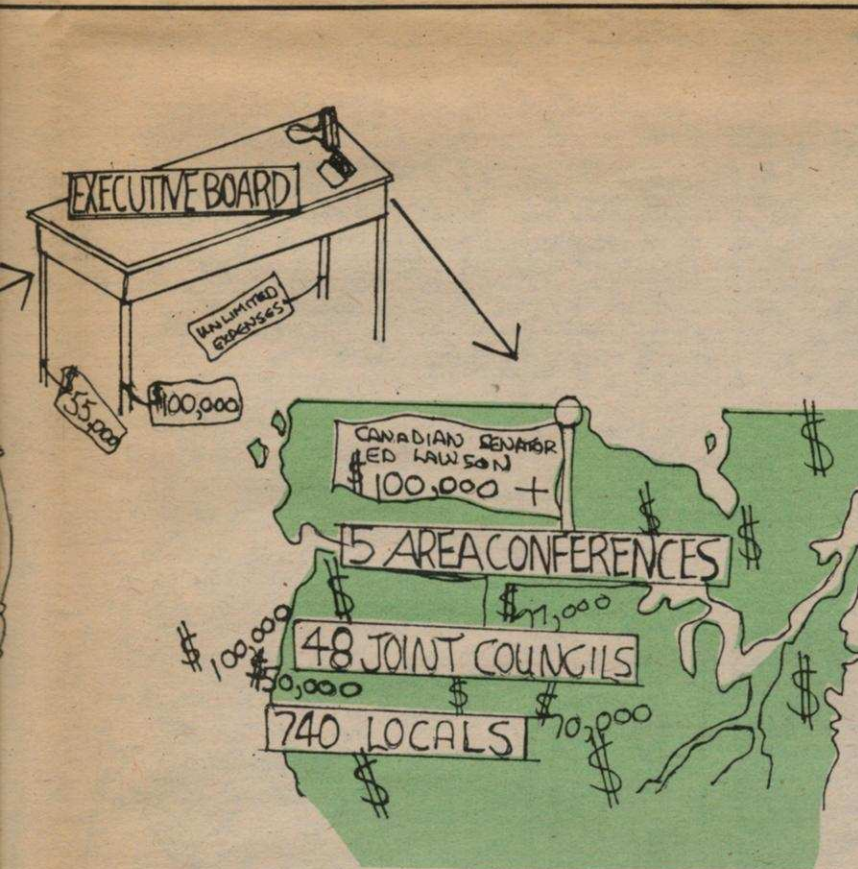 EXECUTIVE BOARD
UNLIMITED
EXPENSES
$55,000
$100,000
CANADIAN SENATOR
ED LAWSON
$100,000 +
5 AREA CONFERENCES
$
$
$
$
$
48 JOINT COUNCILS
$100,000
$50,000
$
$70,000
$
740 LOCALS
$
$